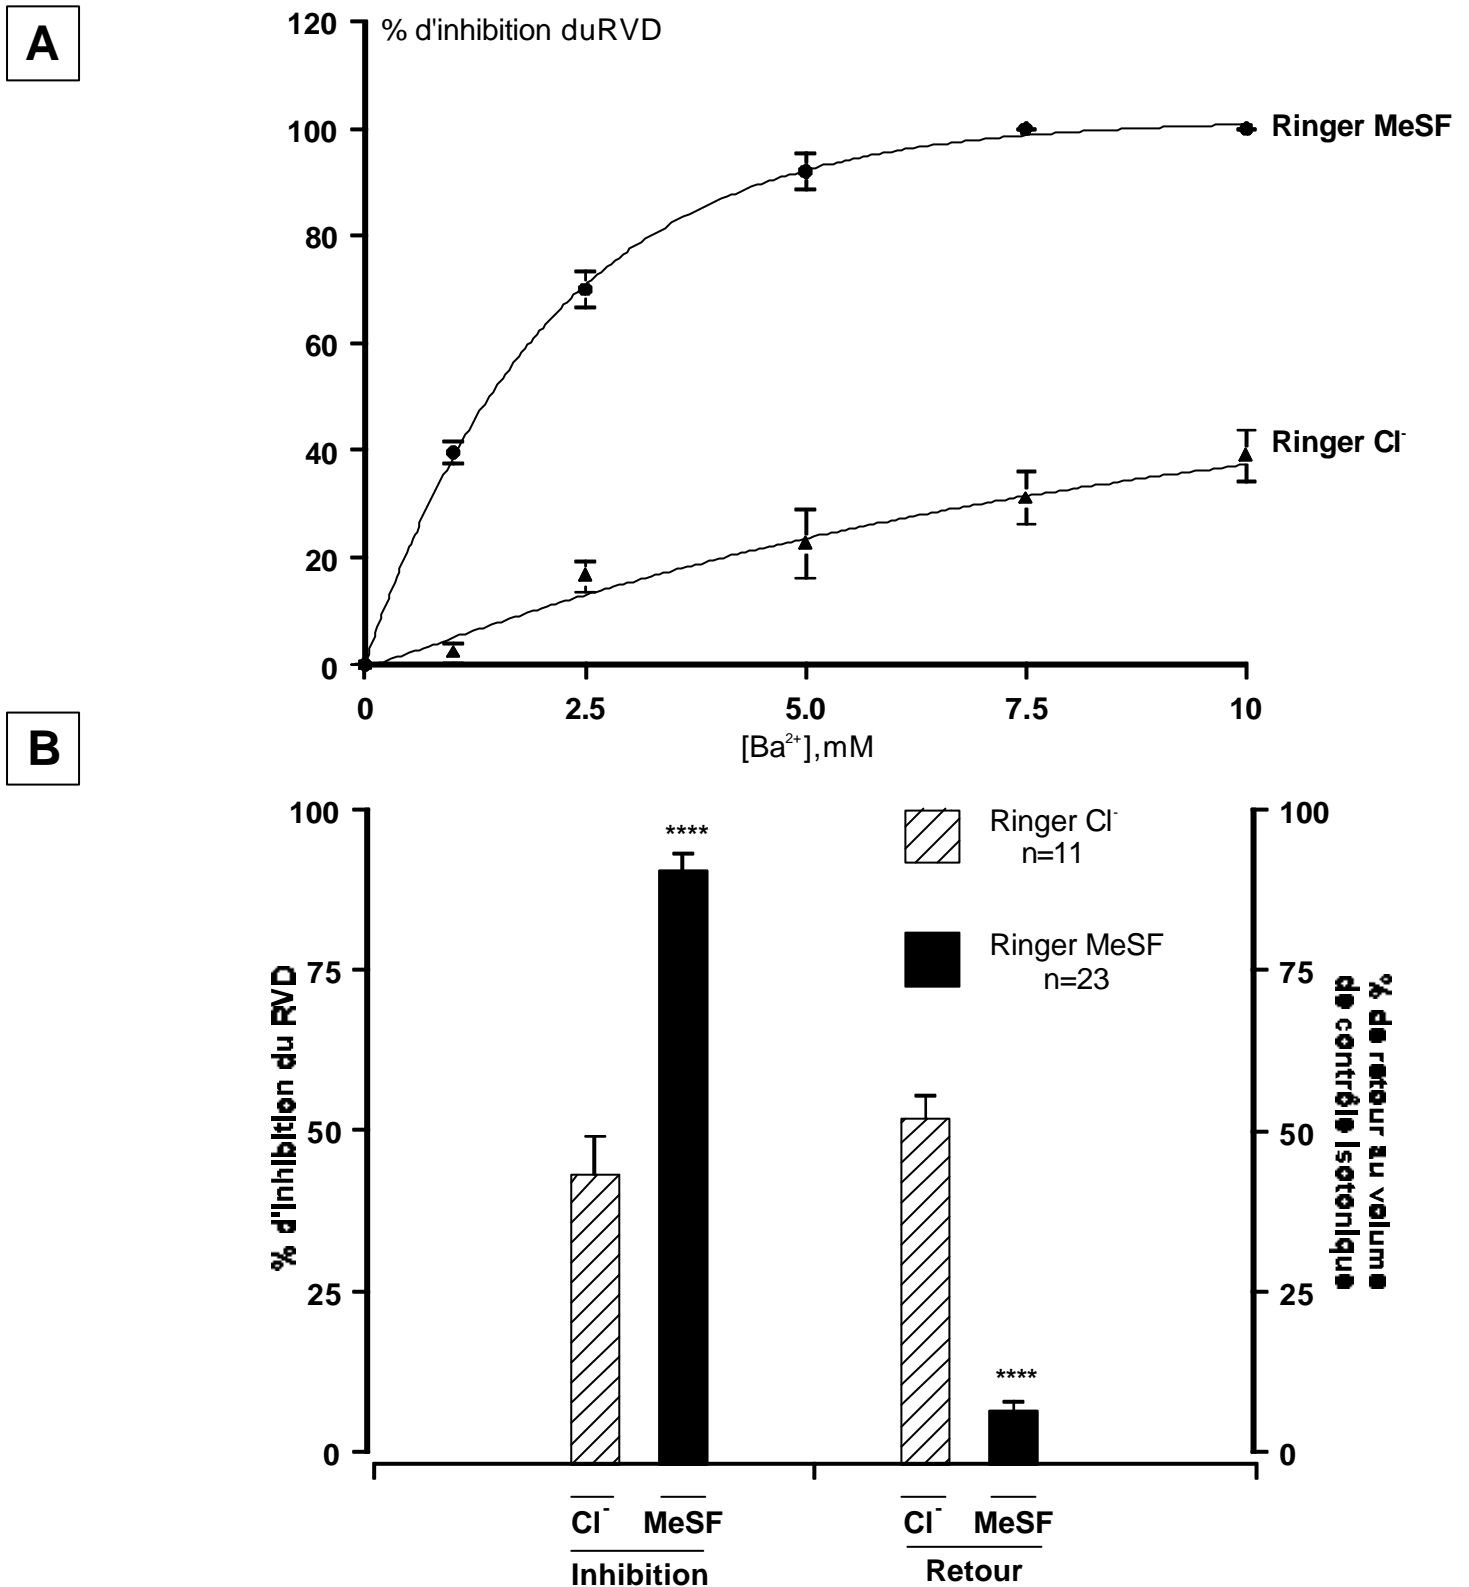 A
% d'inhibition duRVD
120
100
80
60
40
20
0
Ringer MeSF
Ringer Cl-
0 2.5 5.0 7.5 10
[Ba2+],mM
B
% d'inhibition du RVD
100
75
50
25
0
Ringer Cl-
n=11
Ringer MeSF
n=23
****
****
100
75
50
25
0
% de retour au volume
de contrôle isotonique
Cl- MeSF Cl- MeSF
Inhibition Retour